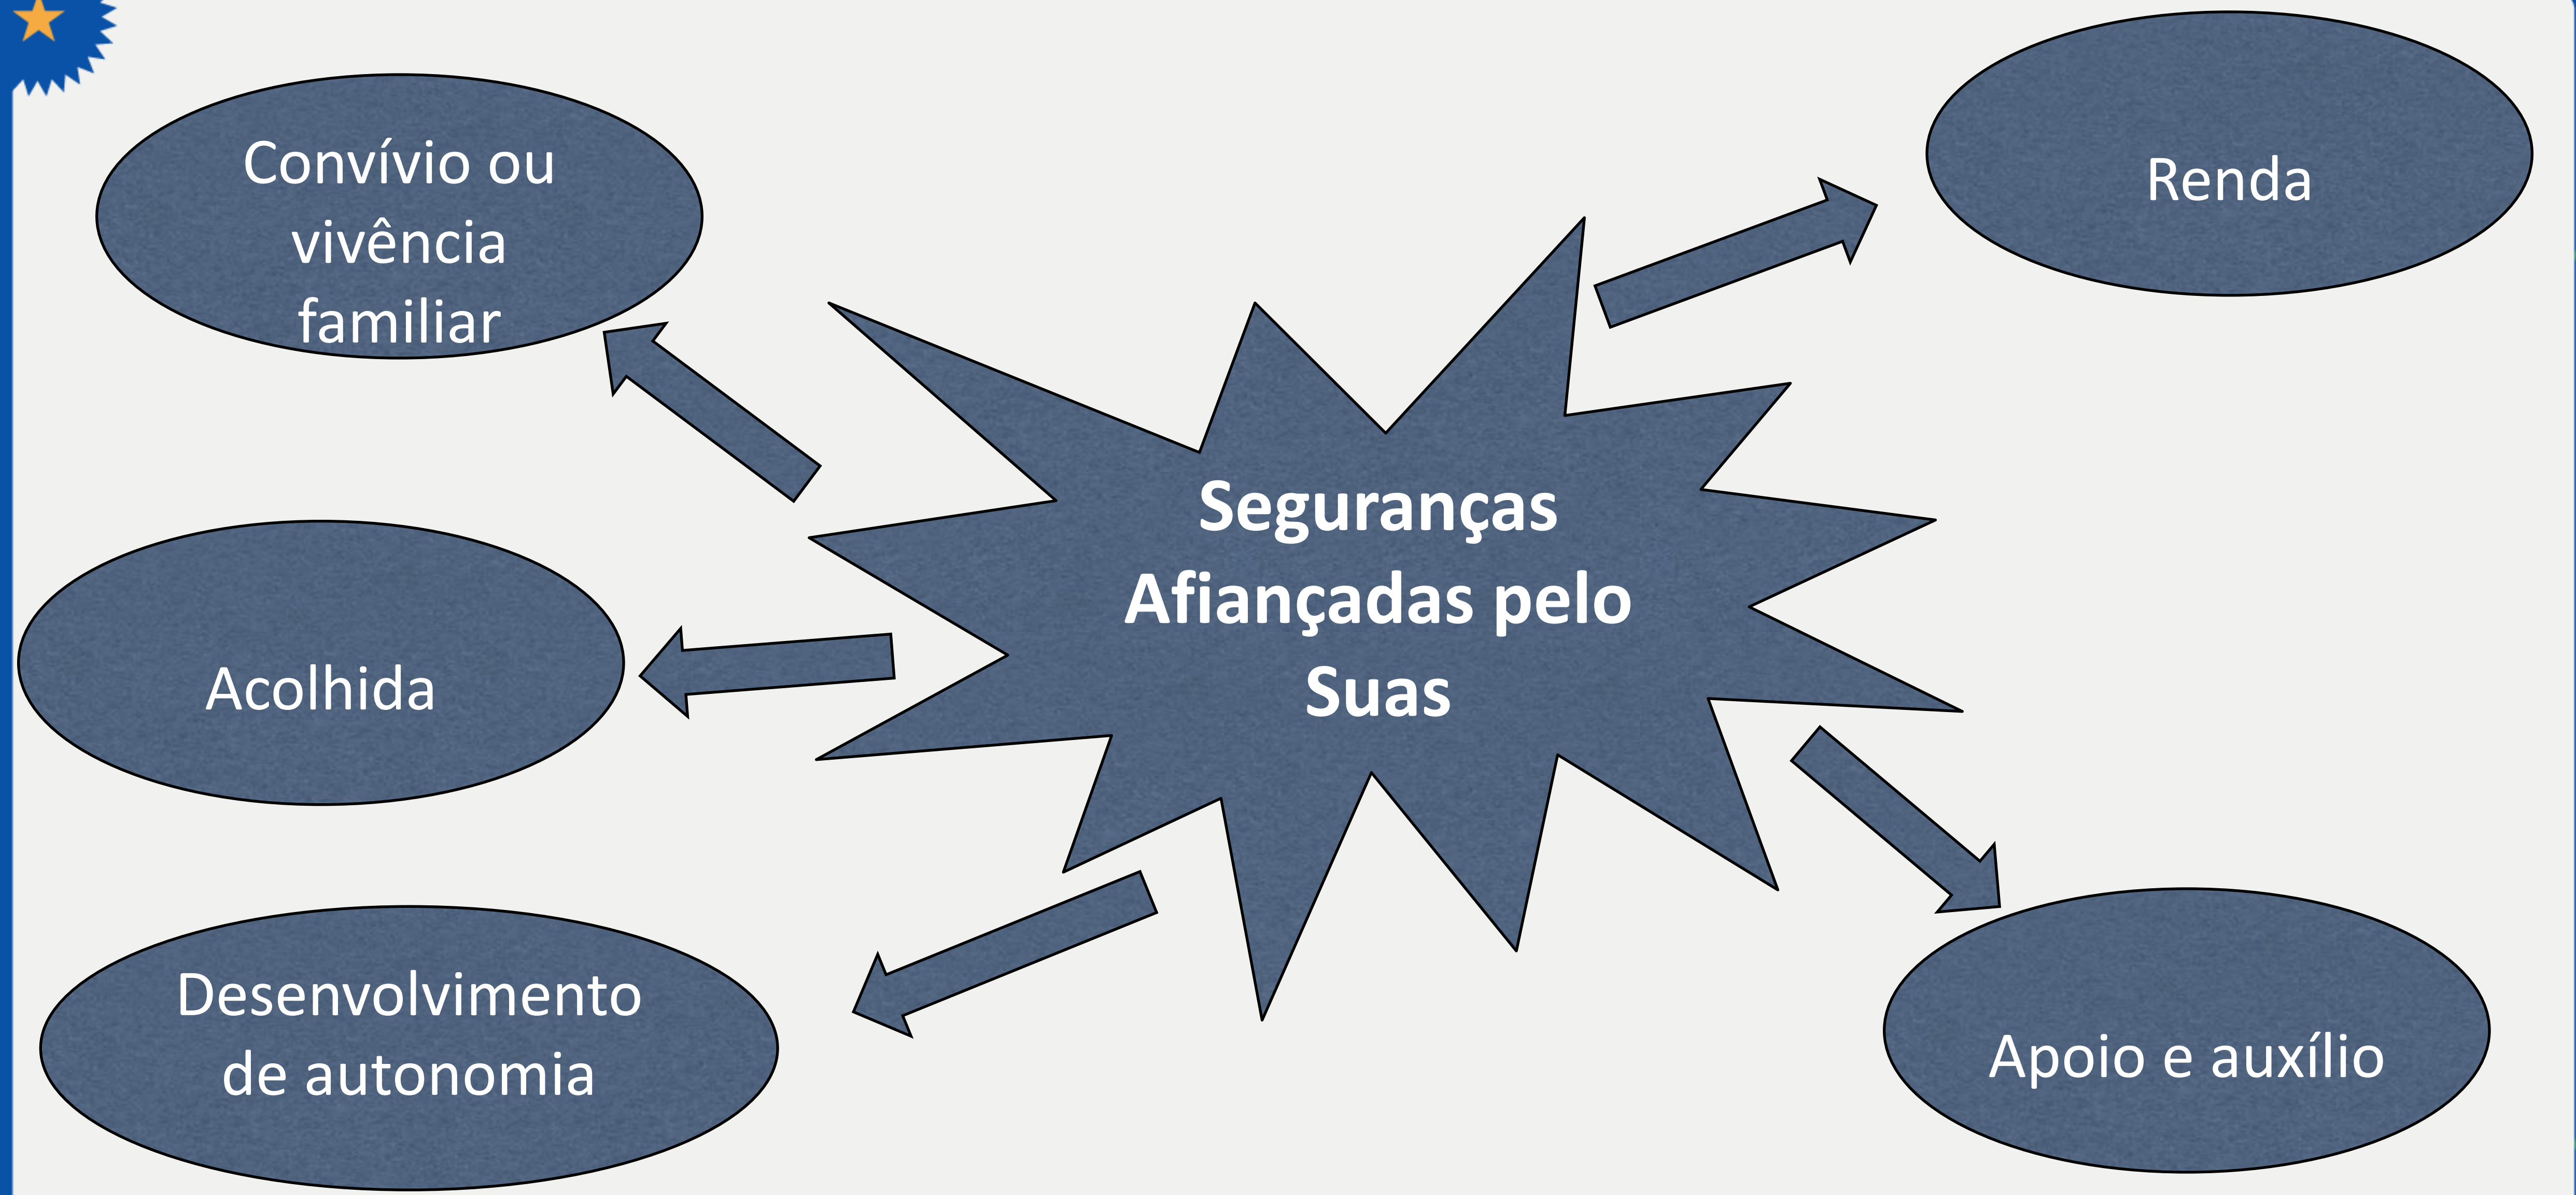 Convívio ou
vivência
familiar
Renda
Seguranças
Afiançadas pelo
Suas
Acolhida
Desenvolvimento
de autonomia
Apoio e auxílio